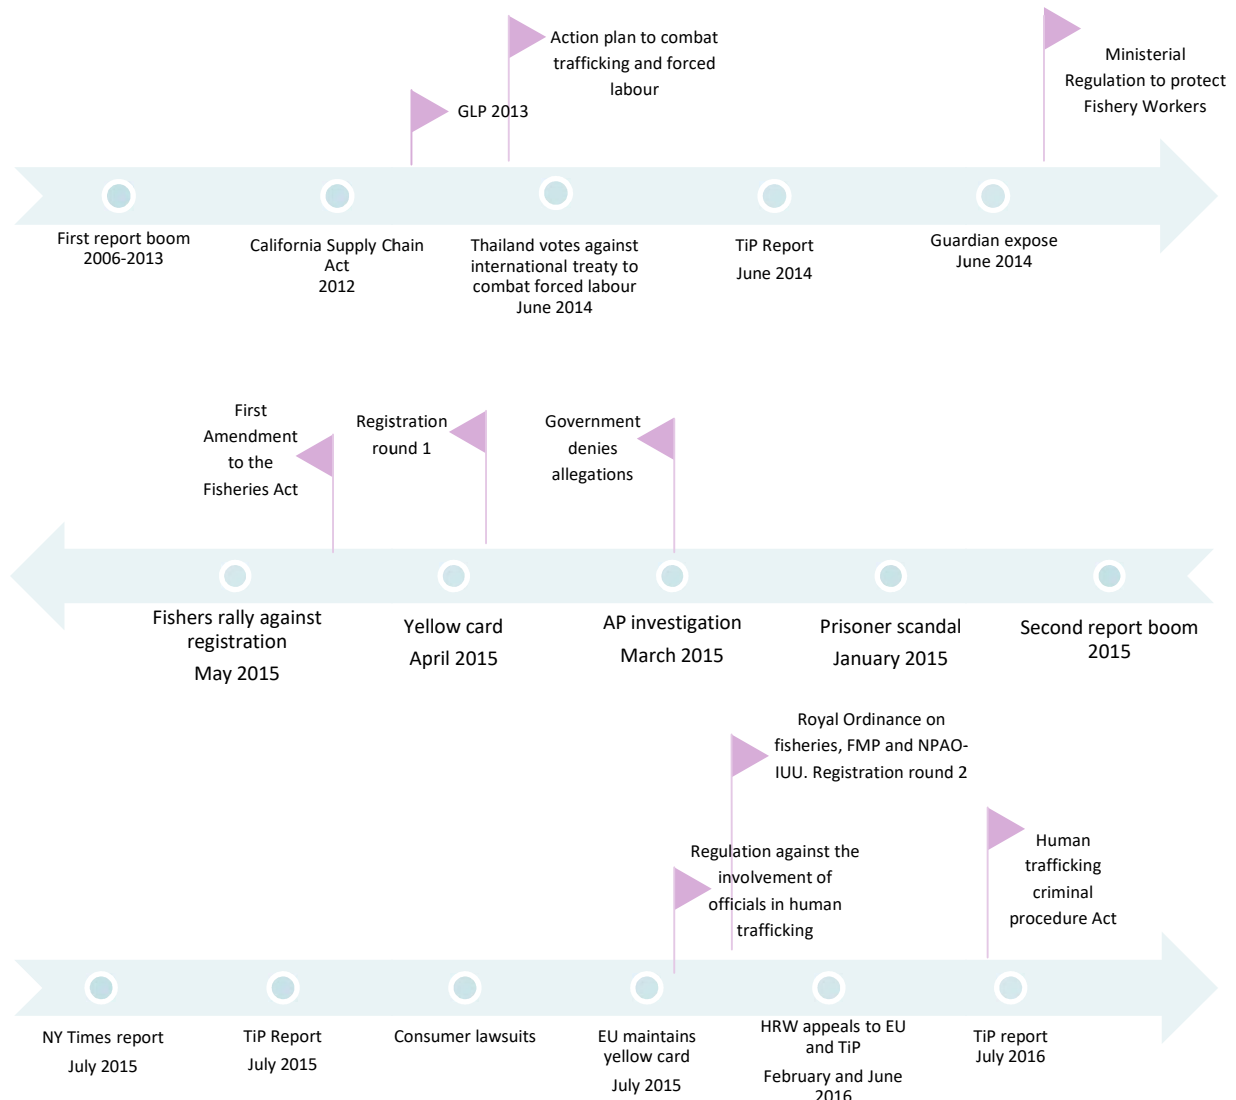 Action plan to combat
trafficking and forced
labour
GLP 2013
Ministerial
Regulation to protect
Fishery Workers
First report boom
2006-2013
California Supply Chain
Act
2012
Thailand votes against
international treaty to
combat forced labour
June 2014
TiP Report
June 2014
Guardian expose
June 2014
First
Amendment
to the
Fisheries Act
Registration
round 1
Government
denies
allegations
Fishers rally against
registration
May 2015
Yellow card
April 2015
AP investigation
March 2015
Prisoner scandal
January 2015
Second report boom
2015
Royal Ordinance on
fisheries, FMP and NPAO-
IUU. Registration round 2
Regulation against the
involvement of
officials in human
trafficking
Human
trafficking
criminal
procedure Act
NY Times report
July 2015
TiP Report
July 2015
Consumer lawsuits
EU maintains
yellow card
July 2015
HRW appeals to EU
and TiP
February and June
2016
TiP report
July 2016